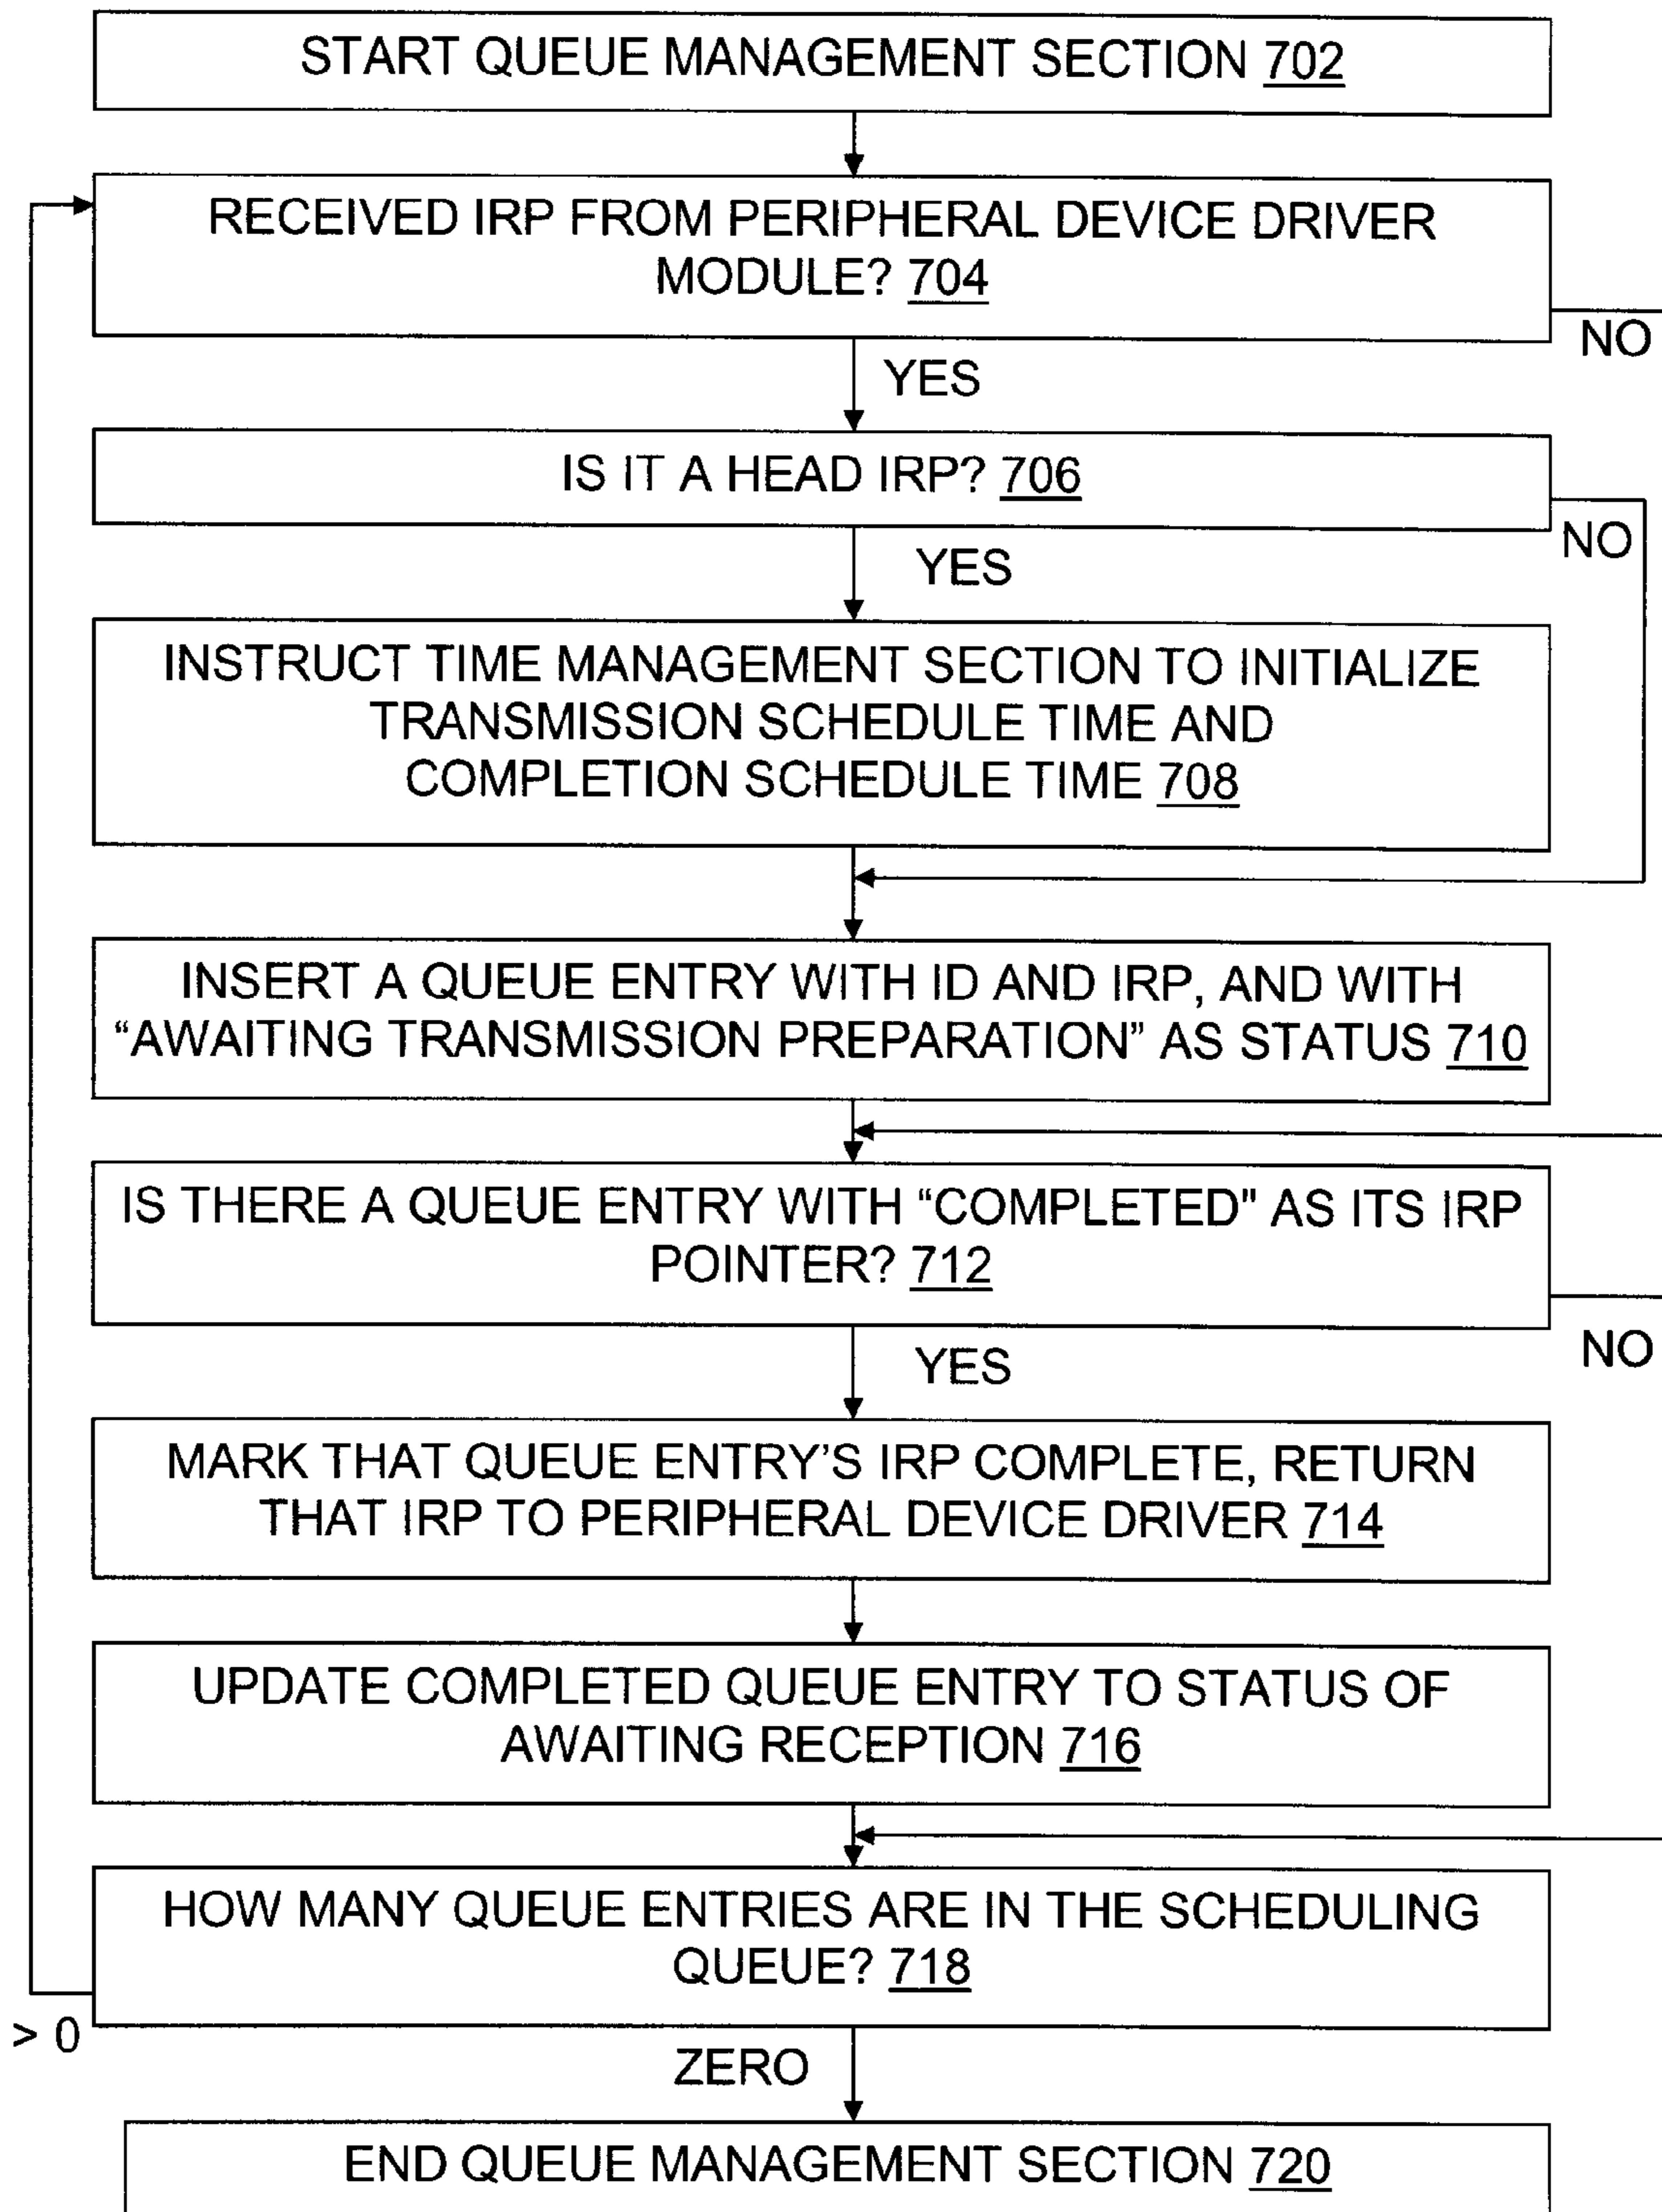 START QUEUE MANAGEMENT SECTION 702
RECEIVED IRP FROM PERIPHERAL DEVICE DRIVER
MODULE? 704
NO
YES
IS IT A HEAD IRP? 706
NO
YES
INSTRUCT TIME MANAGEMENT SECTION TO INITIALIZE
TRANSMISSION SCHEDULE TIME AND
COMPLETION SCHEDULE TIME 708
INSERT A QUEUE ENTRY WITH ID AND IRP, AND WITH
“AWAITING TRANSMISSION PREPARATION” AS STATUS 710
IS THERE A QUEUE ENTRY WITH “COMPLETED” AS ITS IRP
POINTER? 712
NO
YES
MARK THAT QUEUE ENTRY’S IRP COMPLETE, RETURN
THAT IRP TO PERIPHERAL DEVICE DRIVER 714
UPDATE COMPLETED QUEUE ENTRY TO STATUS OF
AWAITING RECEPTION 716
HOW MANY QUEUE ENTRIES ARE IN THE SCHEDULING
QUEUE? 718
> 0
ZERO
END QUEUE MANAGEMENT SECTION 720